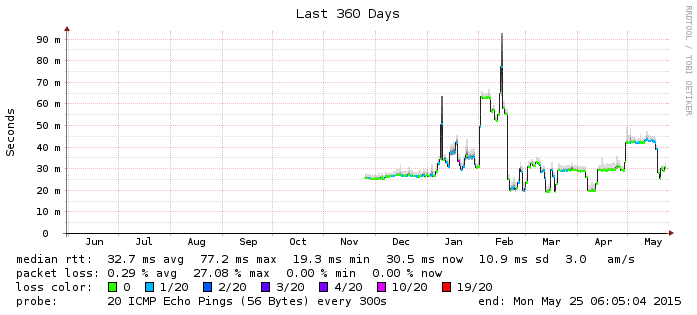 Last 360 Days
RRDTOOL / TOBI OETIKER
Seconds
90 m
80 m
70 m
60 m
50 m
40 m
30 m
20 m
10 m
0
Jun Jul Aug Sep Oct Nov Dec Jan Feb Mar Apr May
median rtt: 32.7 ms avg 77.2 ms max 19.3 ms min 30.5 ms now 10.9 ms sd 3.0 am/s
packet loss: 0.29 % avg 27.08 % max 0.00 % min 0.00 % now
loss color: 0 1/20 2/20 3/20 4/20 10/20 19/20
probe: 20 ICMP Echo Pings (56 Bytes) every 300s end: Mon May 25 06:05:04 2015